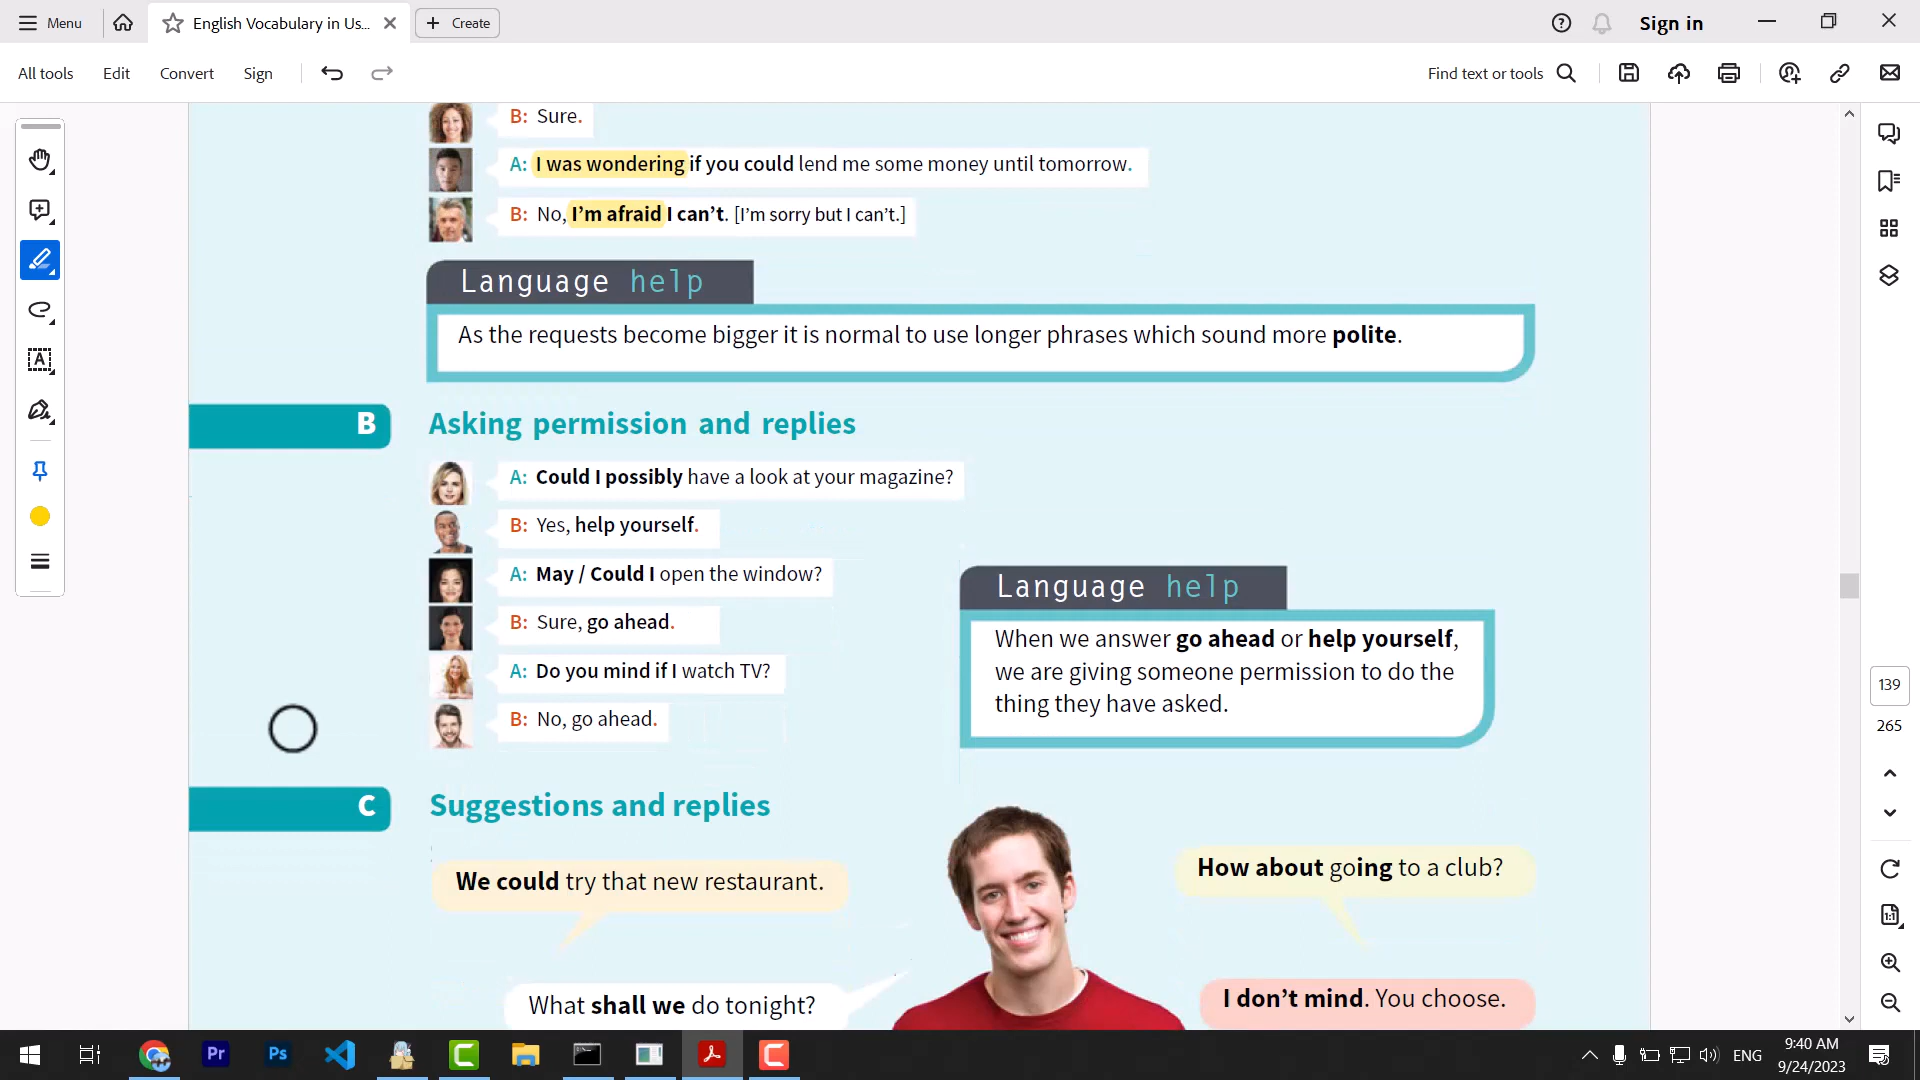 Menu
English Vocabulary in Us...
Create
Sign in
All tools
Edit
Convert
Sign
Find text or tools
B: Sure.
A: I was wondering if you could lend me some money until tomorrow.
B: No, I'm afraid I can't. [I'm sorry but I can't.]
Language help
As the requests become bigger it is normal to use longer phrases which sound more polite.
B
Asking permission and replies
A: Could I possibly have a look at your magazine?
B: Yes, help yourself.
A: May / Could I open the window?
B: Sure, go ahead.
A: Do you mind if I watch TV?
B: No, go ahead.
Language help
When we answer go ahead or help yourself,
we are giving someone permission to do the
thing they have asked.
139
265
C
Suggestions and replies
We could try that new restaurant.
How about going to a club?
What shall we do tonight?
I don't mind. You choose.
Pr
Ps
ENG
9:40 AM
9/24/2023